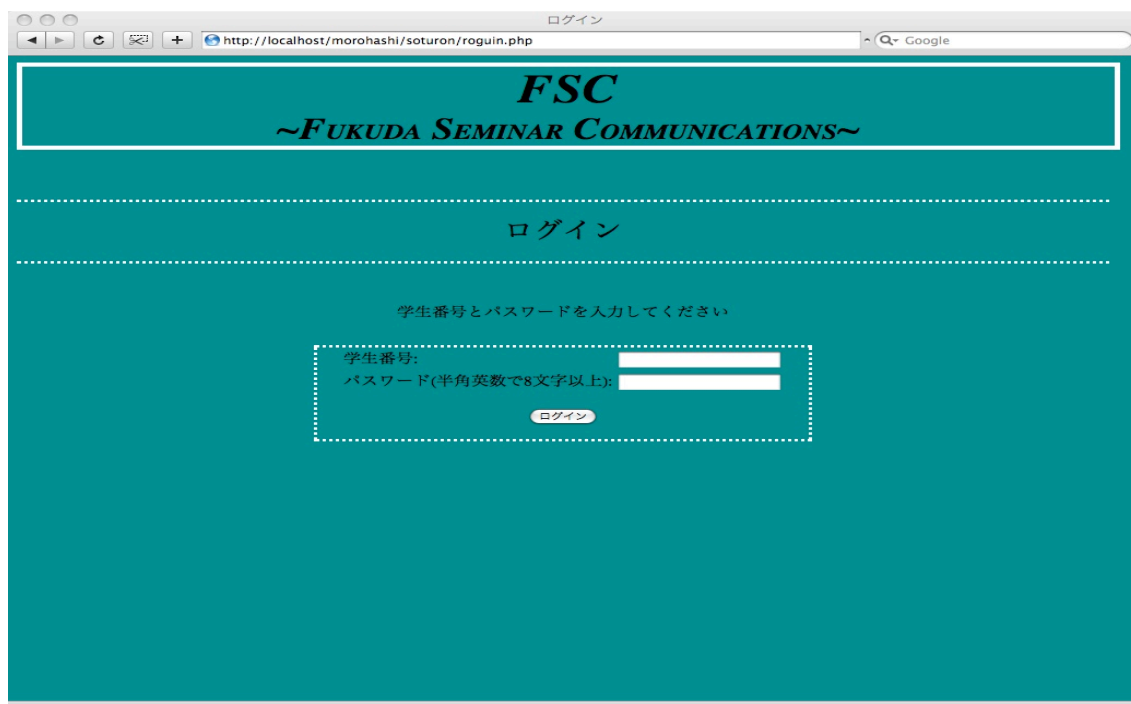 ログイン
http://localhost/morohashi/soturon/roguin.php
Google
FSC
~FUKUDA SEMINAR COMMUNICATIONS~
ログイン
学生番号とパスワードを入力してください
学生番号:
パスワード(半角英数で8文字以上):
ログイン